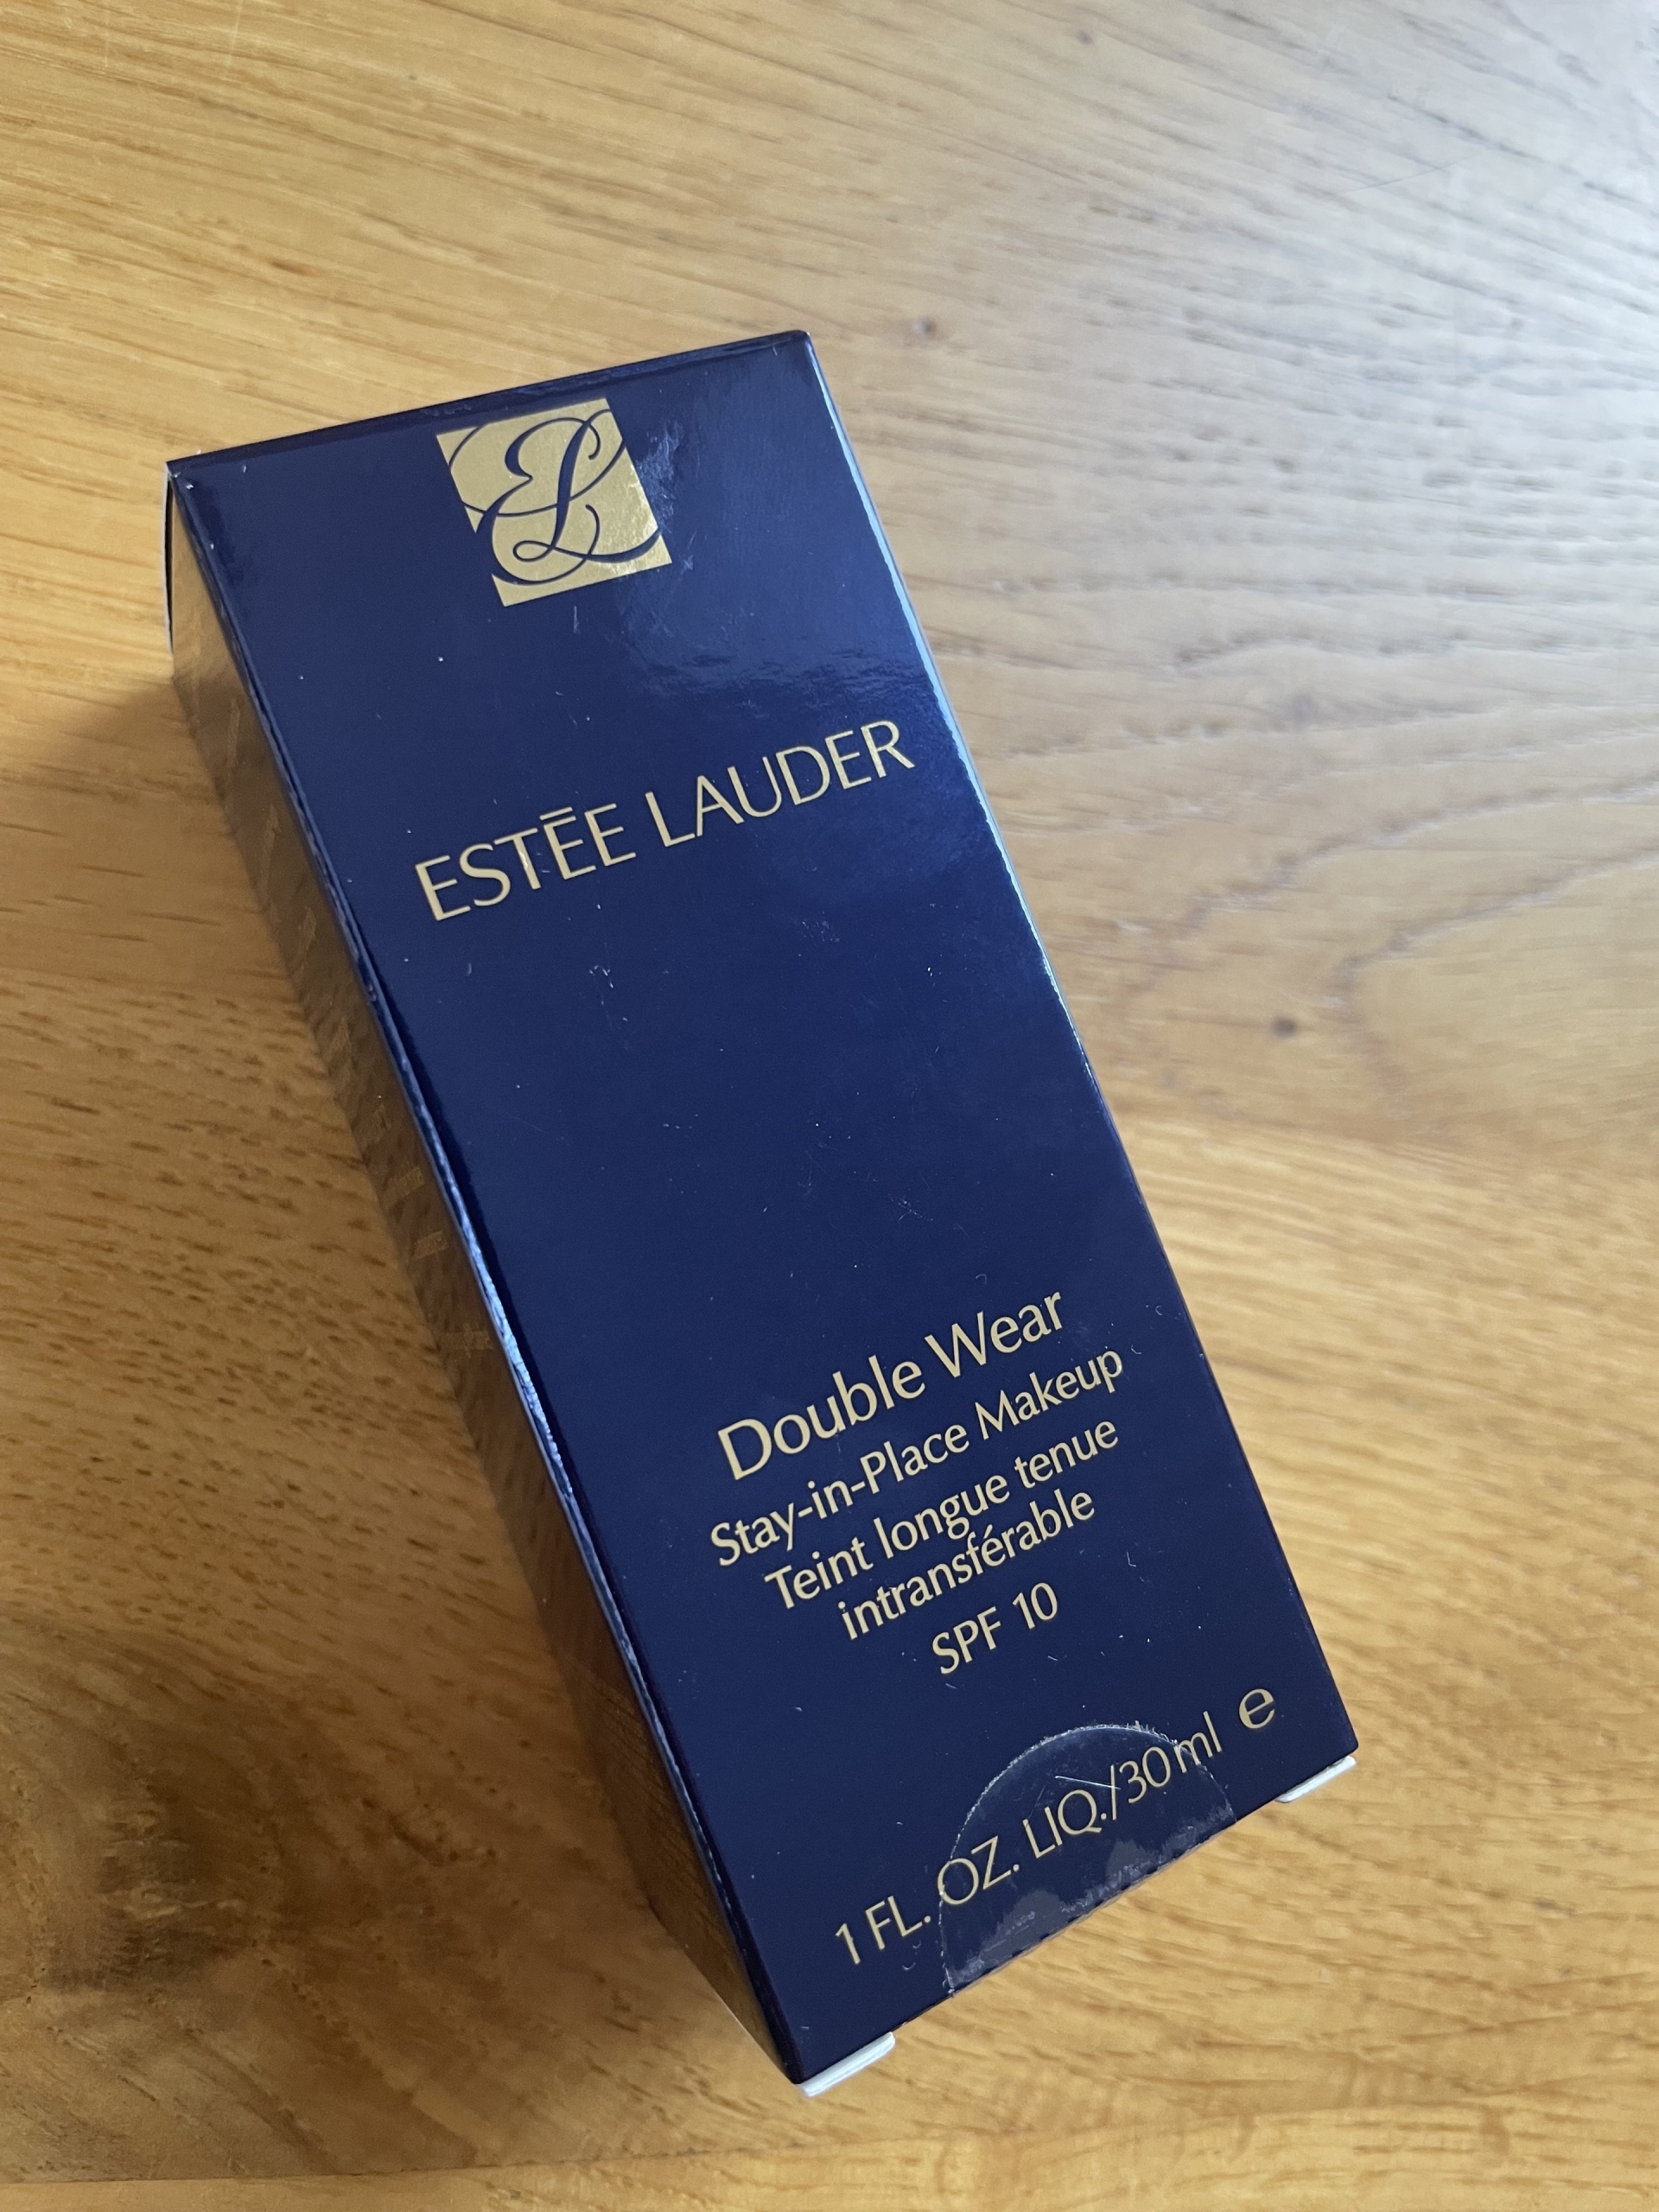 EL
ESTĒE LAUDER
Double Wear
Stay-in-Place Makeup
Teint longue tenue
intransférable
SPF 10
1 FL. OZ. LIQ./30 ml ℮